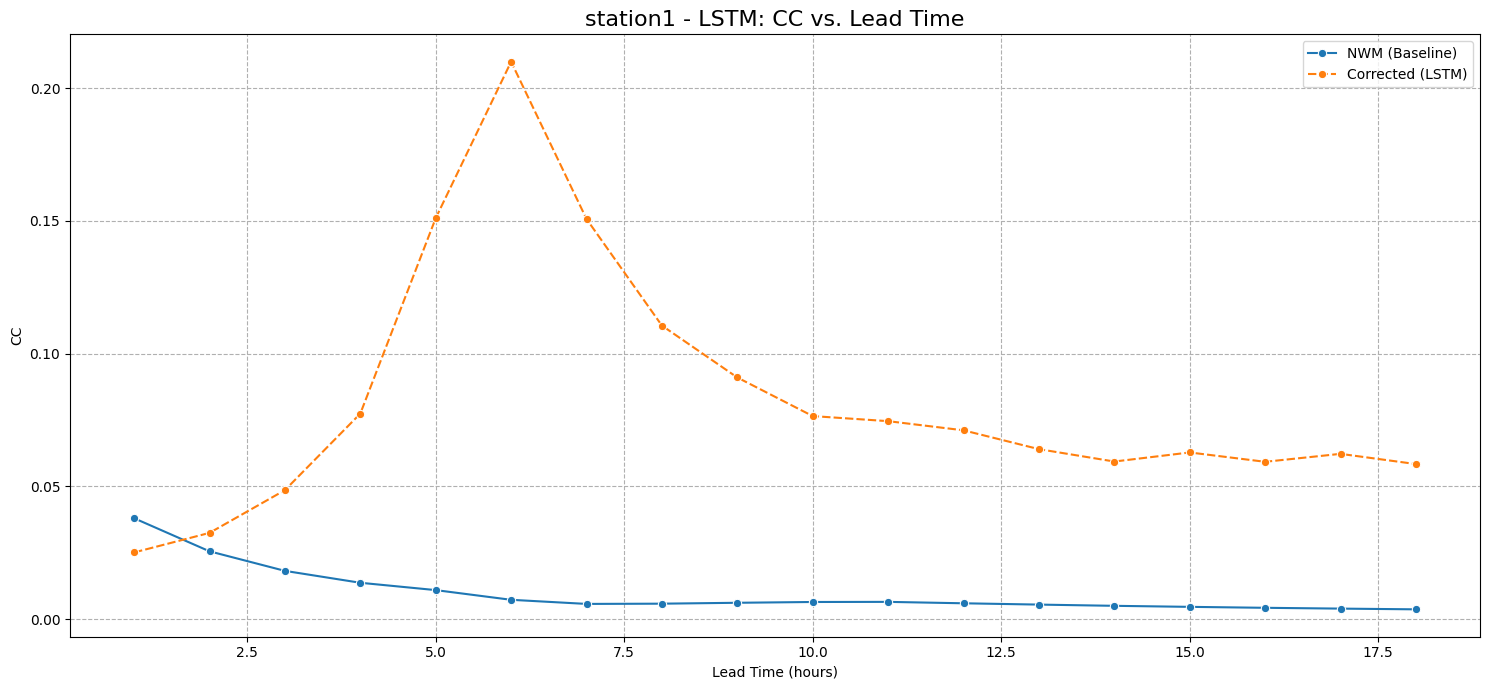 station1 - LSTM: CC vs. Lead Time
NWM (Baseline)
Corrected (LSTM)
CC
0.20
0.15
0.10
0.05
0.00
2.5 5.0 7.5 10.0 12.5 15.0 17.5
Lead Time (hours)